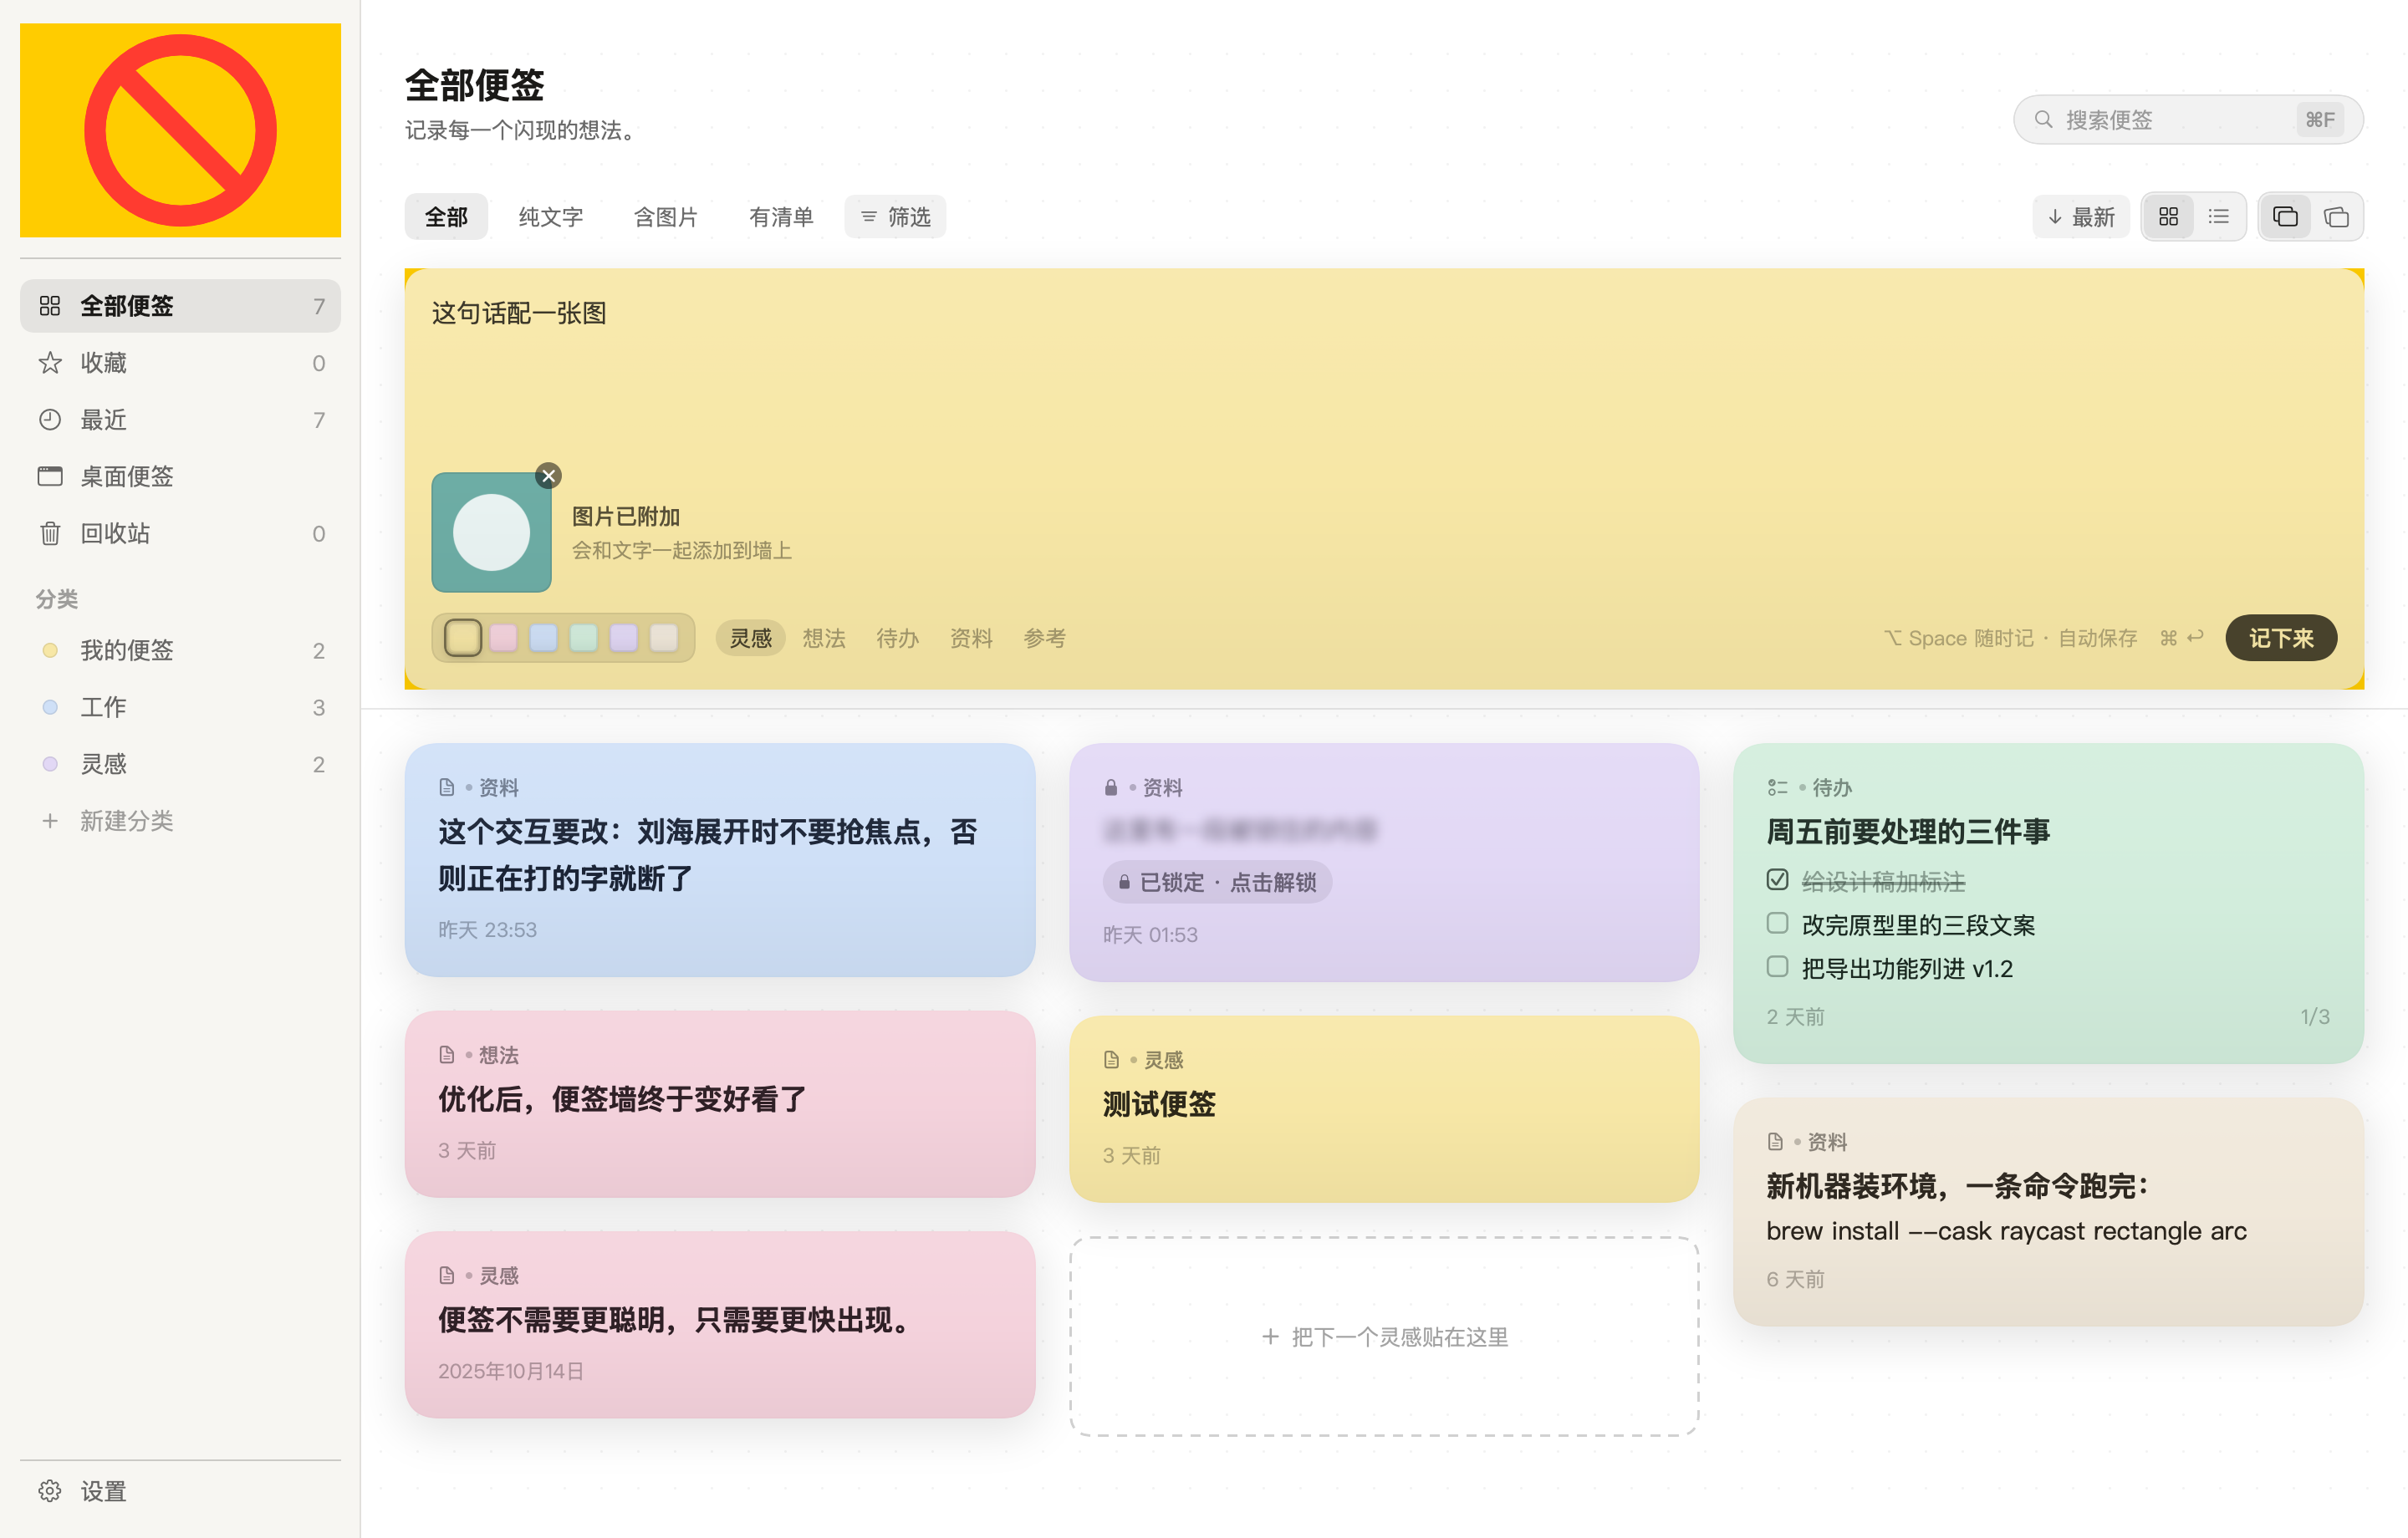 全部便签 7
收藏 0
最近 7
桌面便签
回收站 0
分类
我的便签 2
工作 3
灵感 2
新建分类
设置
全部便签
记录每一个闪现的想法。
搜索便签 ⌘F
全部 纯文字 含图片 有清单 筛选
最新
这句话配一张图
图片已附加
会和文字一起添加到墙上
灵感 想法 待办 资料 参考
⌥ Space 随时记 · 自动保存 ⌘ ↩ 记下来
资料
这个交互要改：刘海展开时不要抢焦点，否
则正在打的字就断了
昨天 23:53
想法
优化后，便签墙终于变好看了
3 天前
灵感
便签不需要更聪明，只需要更快出现。
2025年10月14日
资料
已锁定 · 点击解锁
昨天 01:53
灵感
测试便签
3 天前
把下一个灵感贴在这里
待办
周五前要处理的三件事
给设计稿加标注
改完原型里的三段文案
把导出功能列进 v1.2
2 天前 1/3
资料
新机器装环境，一条命令跑完：
brew install --cask raycast rectangle arc
6 天前